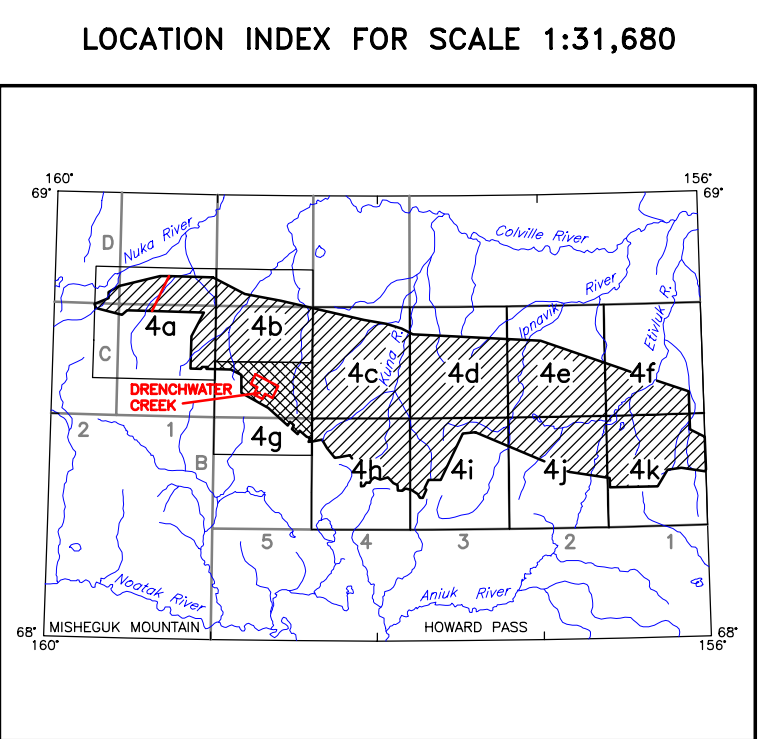 LOCATION INDEX FOR SCALE 1:31,680
160°
156°
69°
69°
Nuka River
Colville River
D
River
Ipnavik
Etivluk R.
Kuna R.
4a
4b
C
4c
4d
4e
4f
DRENCHWATER
CREEK
2
1
4g
B
4h
4i
4j
4k
5
4
3
2
1
Noatak River
Aniuk River
68°
MISHEGUK MOUNTAIN
HOWARD PASS
68°
160°
156°